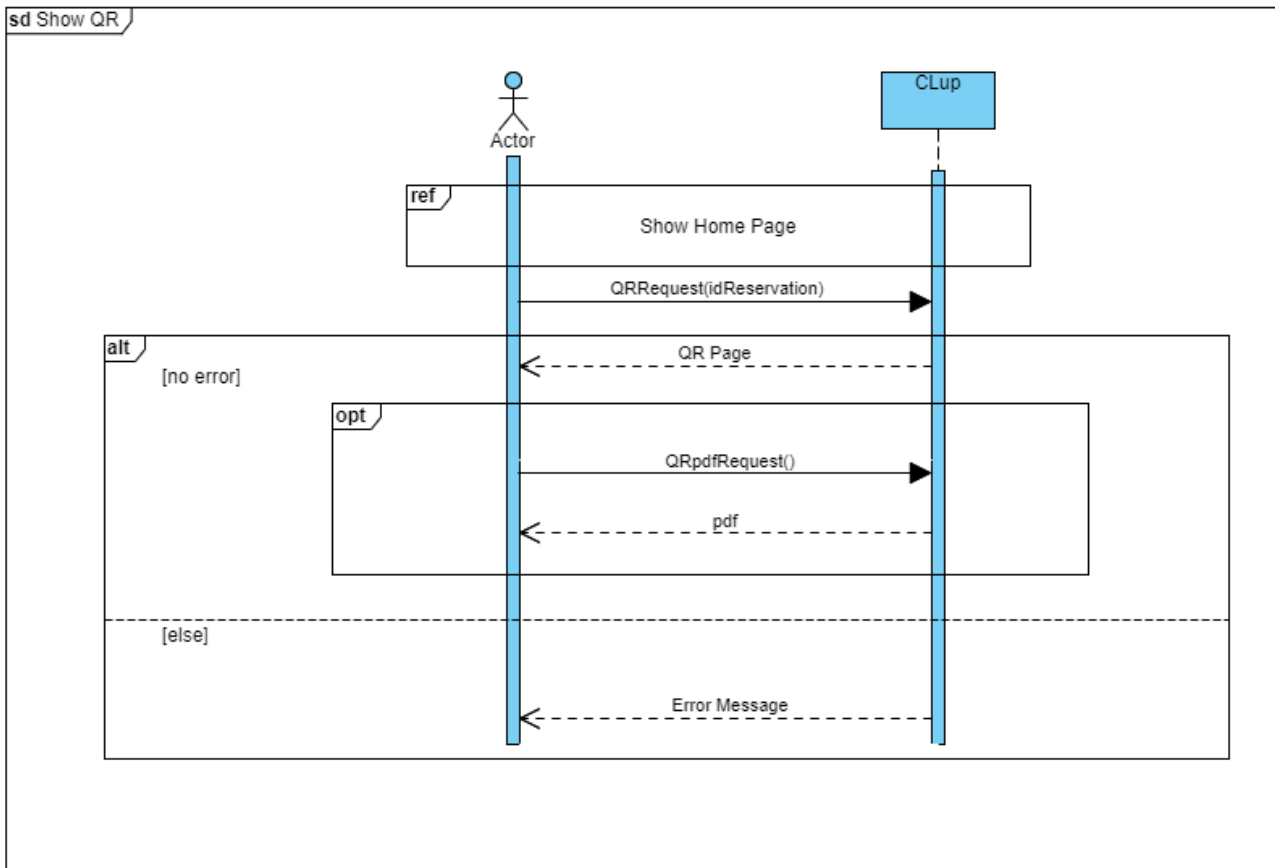 sd Show QR
CLup
Actor
ref
Show Home Page
QRRequest(idReservation)
alt
QR Page
[no error]
opt
QRpdfRequest()
pdf
[else]
Error Message